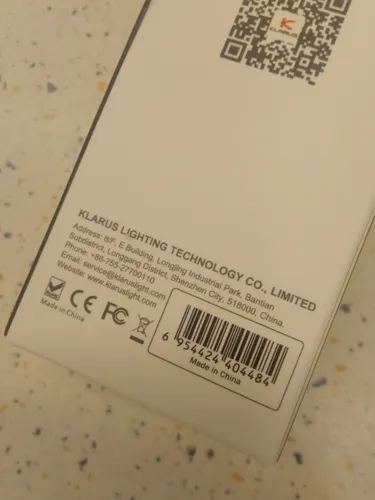 KLARUS
KLARUS LIGHTING TECHNOLOGY CO., LIMITED
Address: 8/F, E Building, Longjing Industrial Park, Bantian
Subdistrict, Longgang District, Shenzhen City, 518000, China.
Phone: +86-755-27700110
Email: service@klaruslight.com
Website: www.klaruslight.com
CE FC
Made in China
6 954424 404484
Made in China